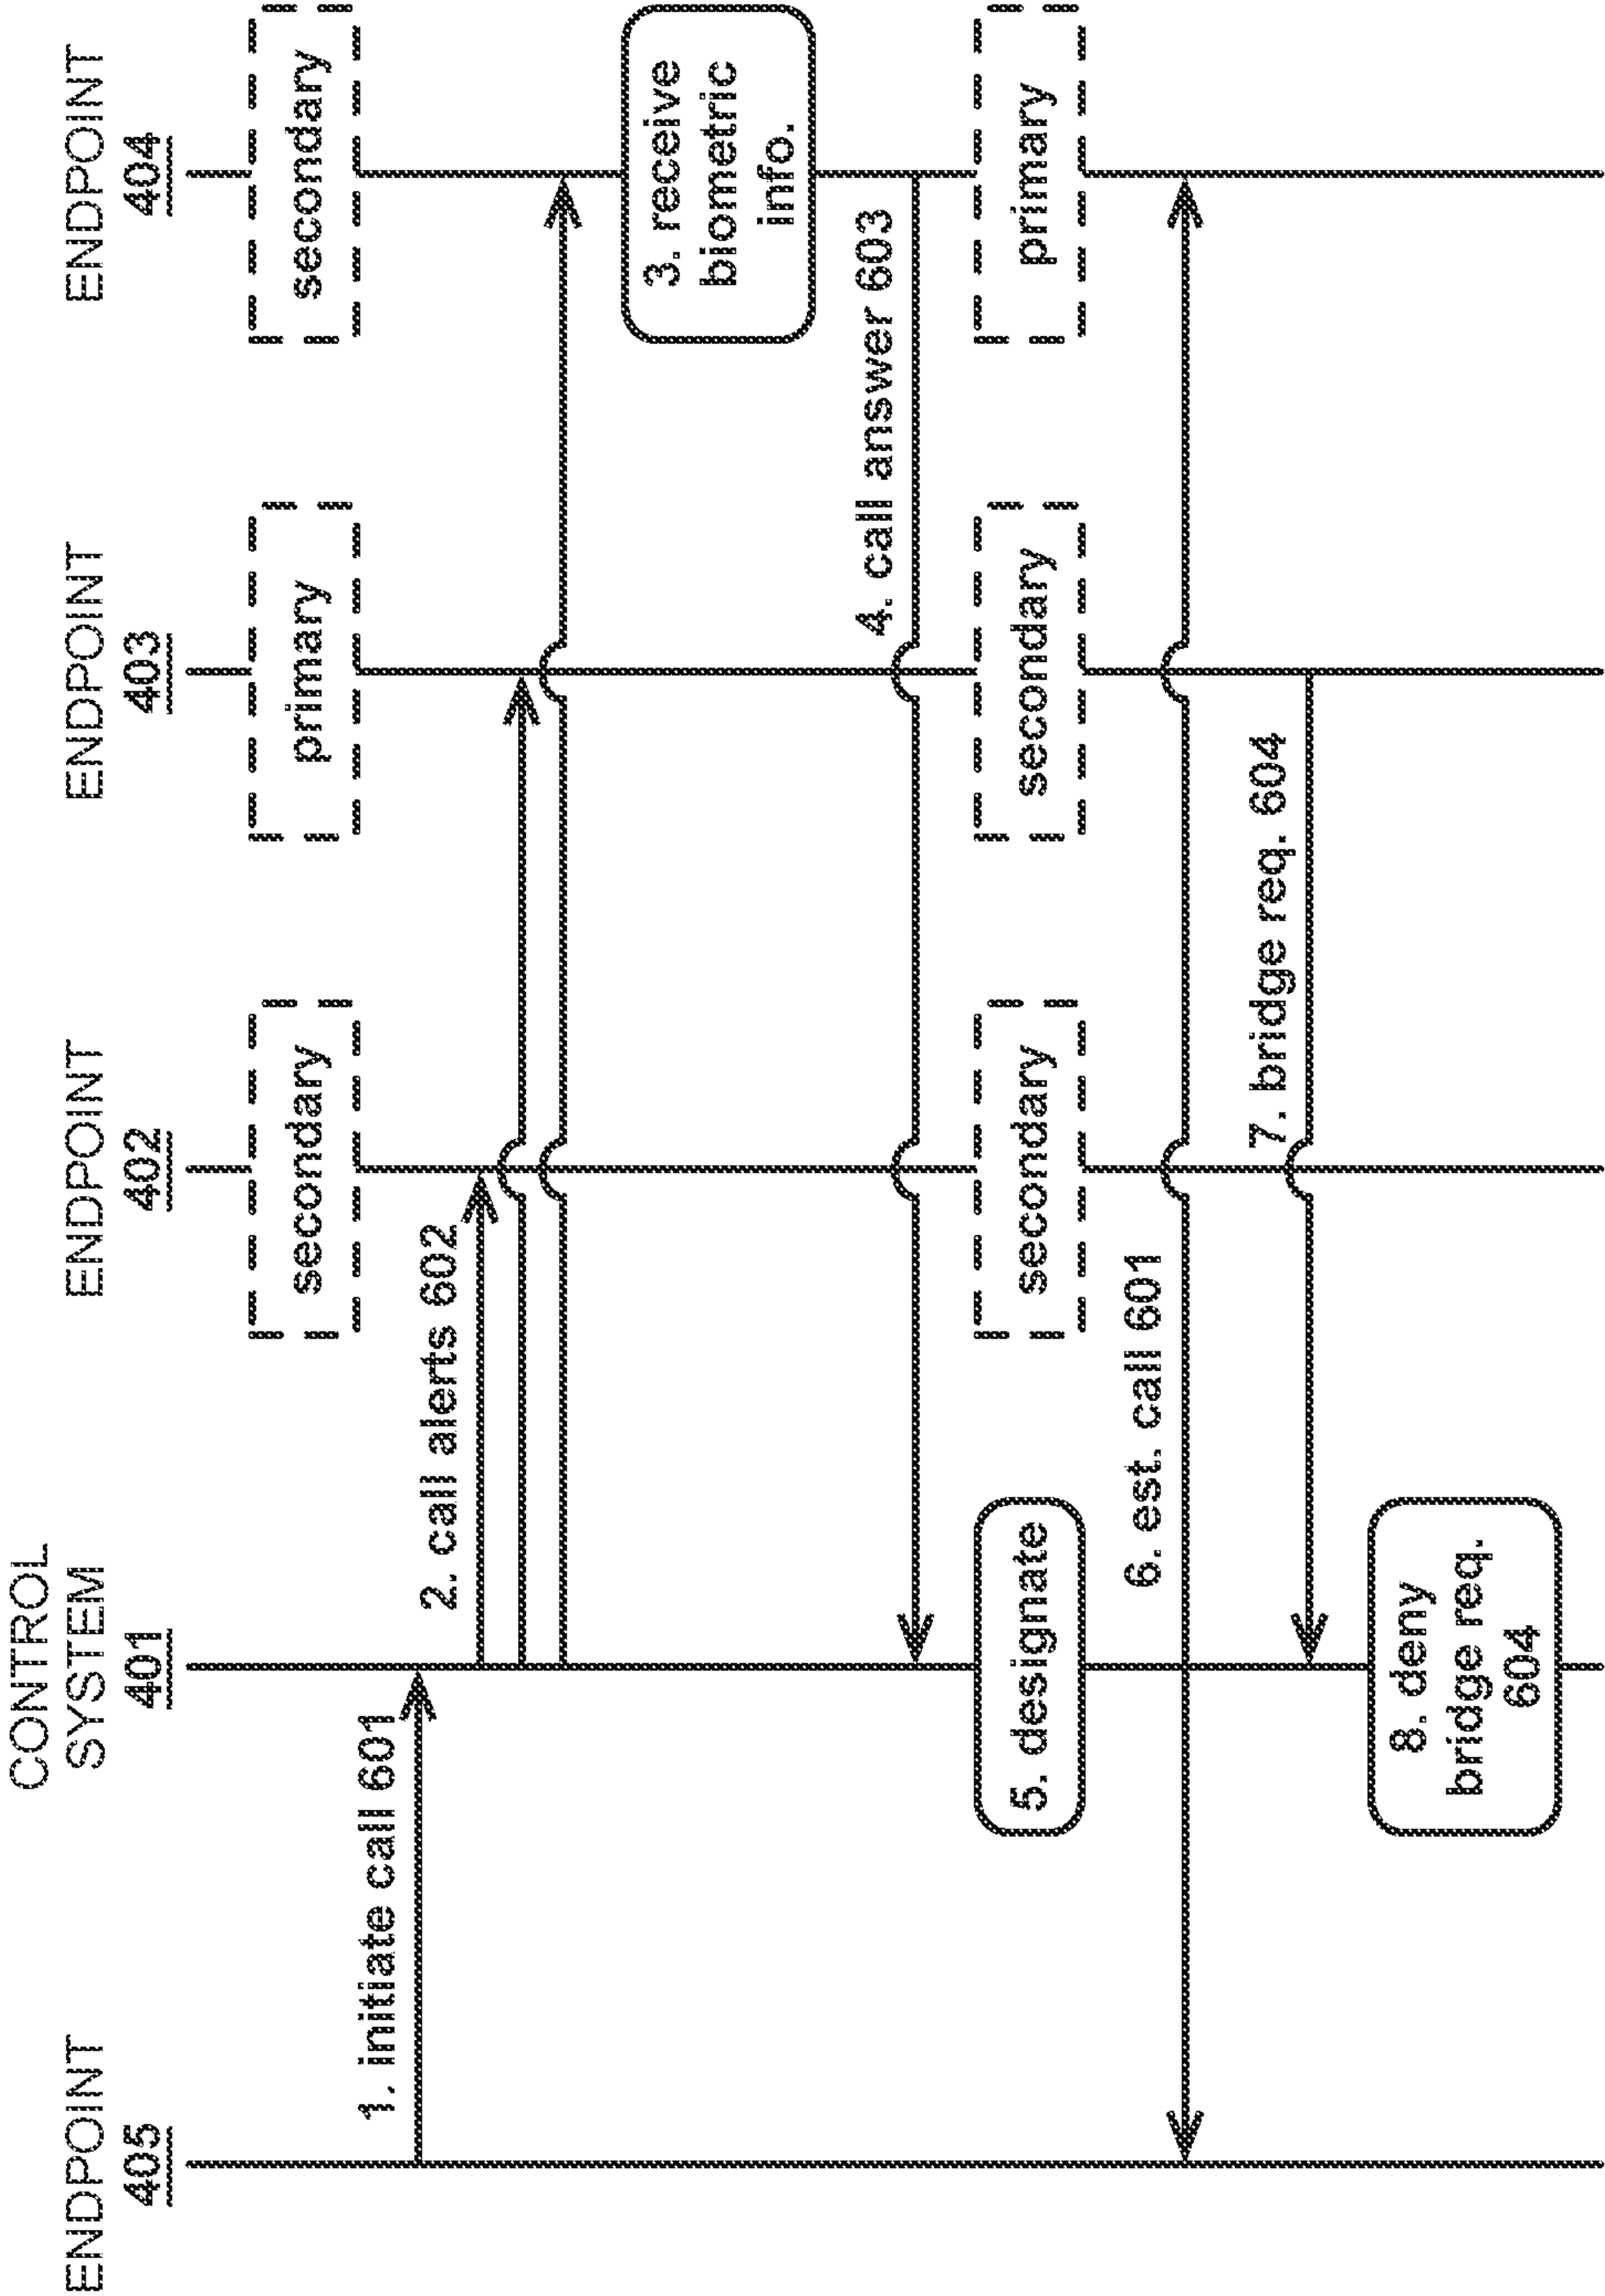 ENDPOINT
405
CONTROL
SYSTEM
401
ENDPOINT
402
ENDPOINT
403
ENDPOINT
404
secondary
primary
secondary
1. initiate call 601
2. call alerts 602
3. receive
biometric
info.
4. call answer 603
5. designate
secondary
secondary
primary
6. est. call 601
7. bridge req. 604
8. deny
bridge req.
604